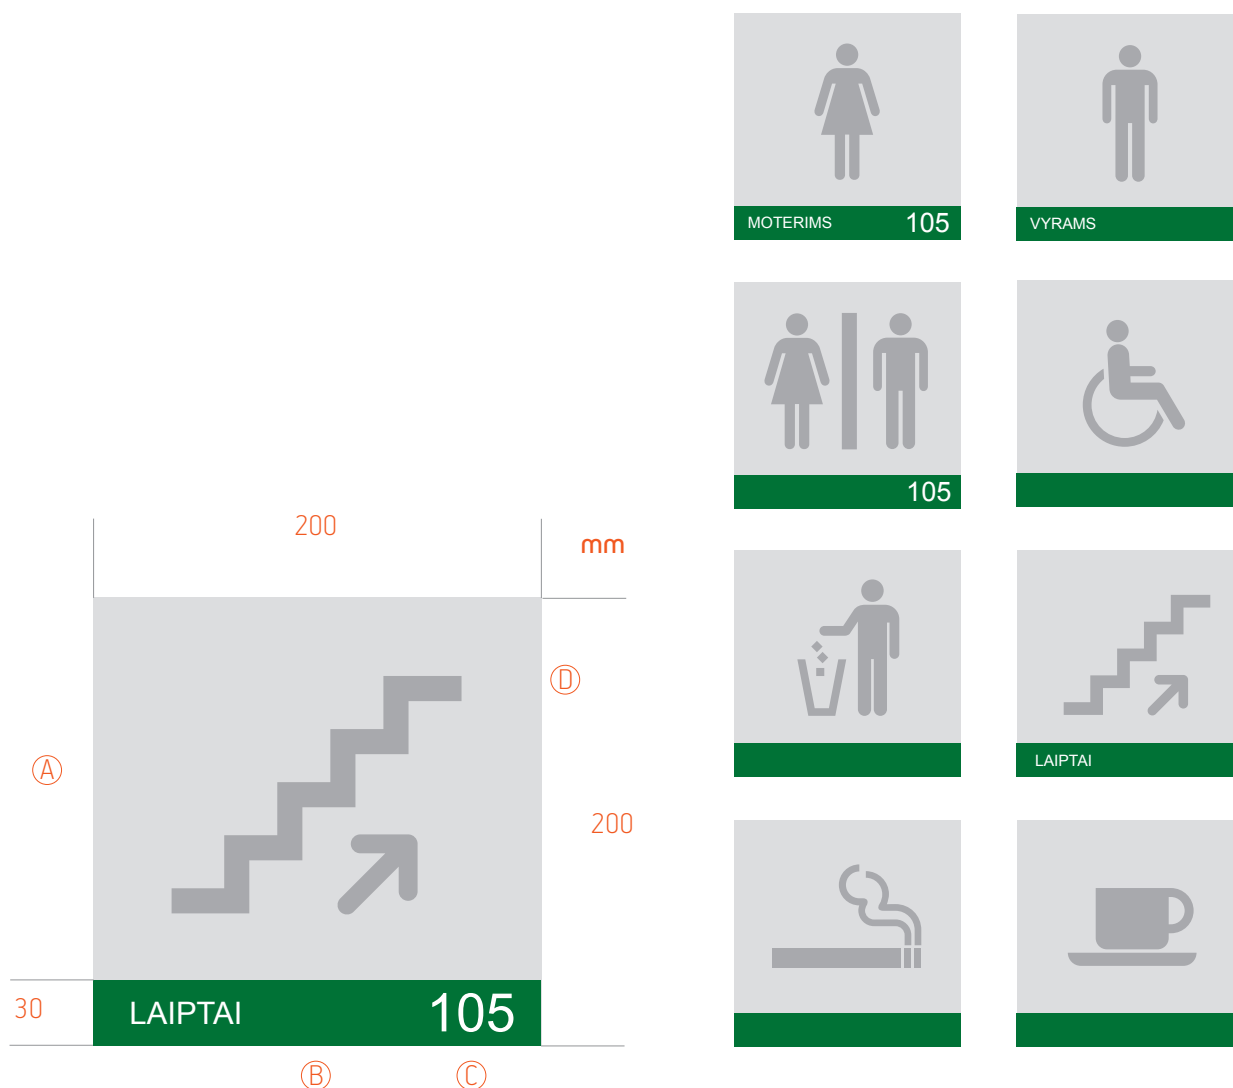 MOTERIMS 105
VYRAMS
105
200
mm
Ⓓ
Ⓐ
200
LAIPTAI
30
LAIPTAI 105
Ⓑ Ⓒ